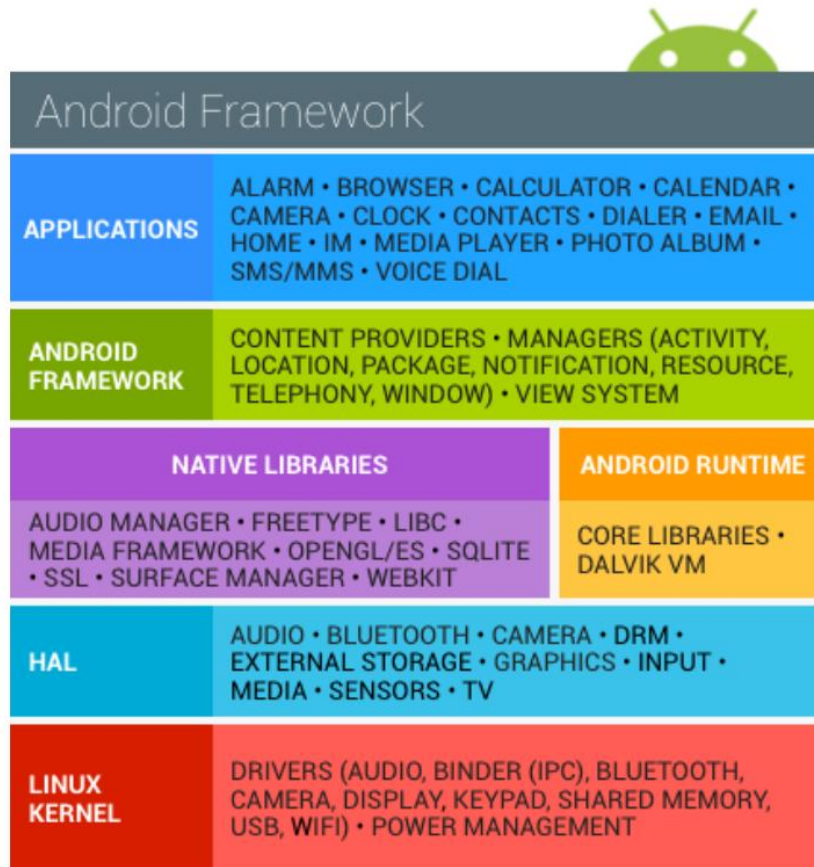 Android Framework
APPLICATIONS
ALARM • BROWSER • CALCULATOR • CALENDAR •
CAMERA • CLOCK • CONTACTS • DIALER • EMAIL •
HOME • IM • MEDIA PLAYER • PHOTO ALBUM •
SMS/MMS • VOICE DIAL
ANDROID
FRAMEWORK
CONTENT PROVIDERS • MANAGERS (ACTIVITY,
LOCATION, PACKAGE, NOTIFICATION, RESOURCE,
TELEPHONY, WINDOW) • VIEW SYSTEM
NATIVE LIBRARIES
AUDIO MANAGER • FREETYPE • LIBC •
MEDIA FRAMEWORK • OPENGL/ES • SQLITE
• SSL • SURFACE MANAGER • WEBKIT
ANDROID RUNTIME
CORE LIBRARIES •
DALVIK VM
HAL
AUDIO • BLUETOOTH • CAMERA • DRM •
EXTERNAL STORAGE • GRAPHICS • INPUT •
MEDIA • SENSORS • TV
LINUX
KERNEL
DRIVERS (AUDIO, BINDER (IPC), BLUETOOTH,
CAMERA, DISPLAY, KEYPAD, SHARED MEMORY,
USB, WIFI) • POWER MANAGEMENT